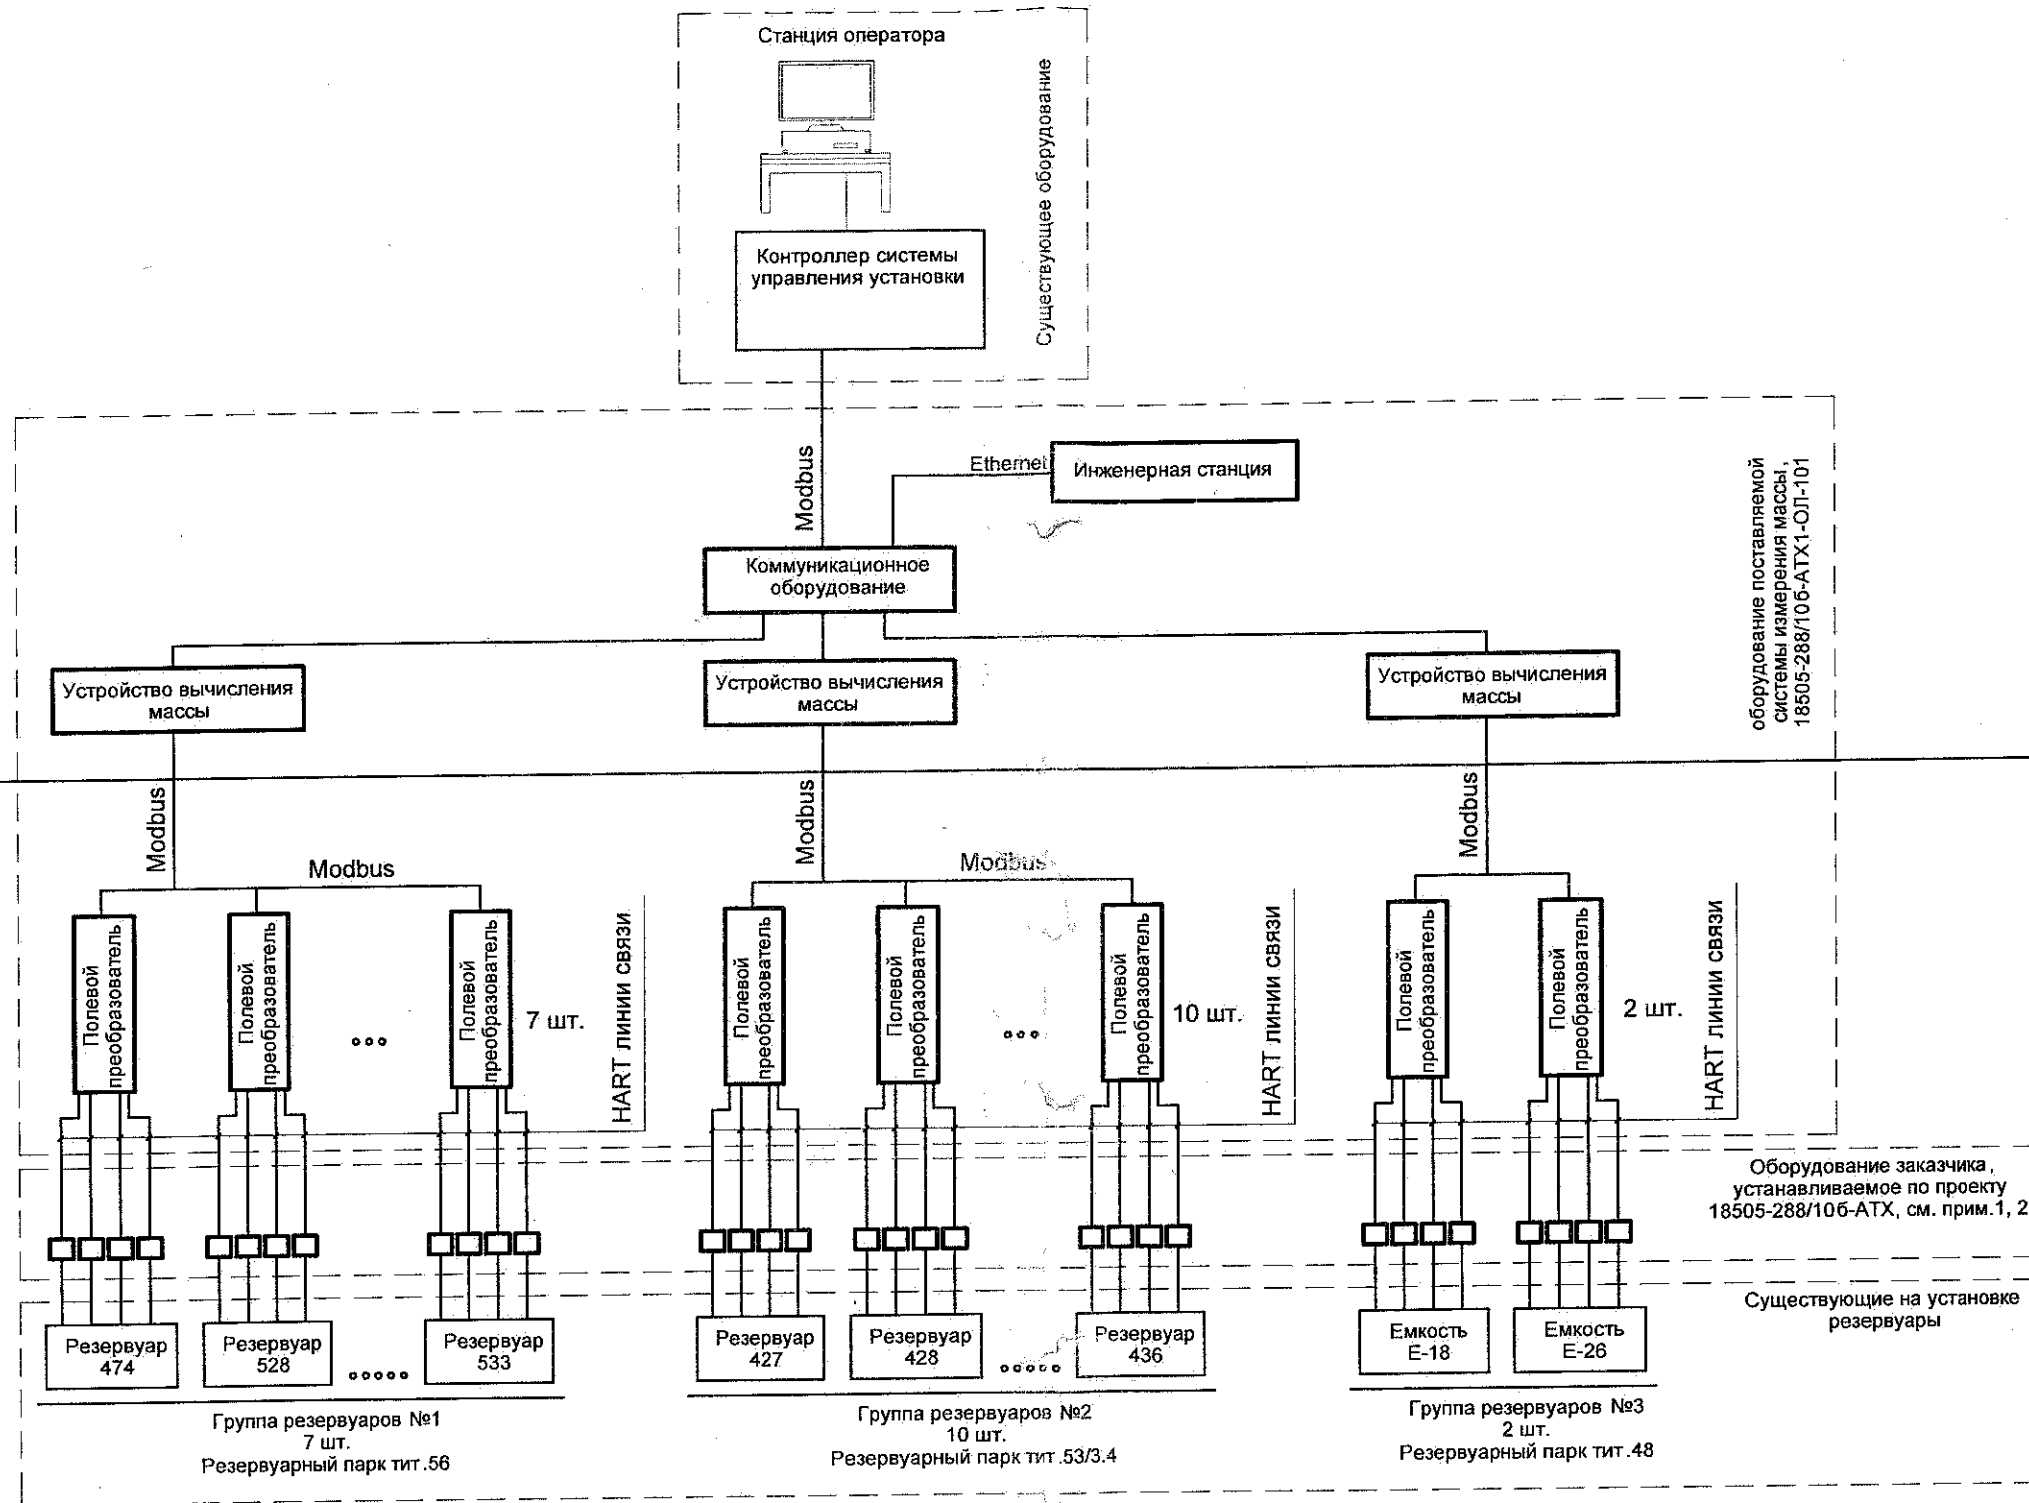 Станция оператора
Существующее оборудование
Контроллер системы
управления установки
Modbus
Ethernet
Инженерная станция
оборудование поставляемой
системы измерения массы,
18505-288/10б-АТХ1-ОЛ-101
Коммуникационное
оборудование
Устройство вычисления
массы
Устройство вычисления
массы
Устройство вычисления
массы
Modbus
Modbus
Modbus
Modbus
Modbus
Полевой
преобразователь
Полевой
преобразователь
Полевой
преобразователь
7 шт.
HART линии связи
Полевой
преобразователь
Полевой
преобразователь
Полевой
преобразователь
10 шт.
HART линии связи
Полевой
преобразователь
Полевой
преобразователь
2 шт.
HART линии связи
Оборудование заказчика,
устанавливаемое по проекту
18505-288/10б-АТХ, см. прим.1, 2
Существующие на установке
резервуары
Резервуар
474
Резервуар
528
Резервуар
533
Резервуар
427
Резервуар
428
Резервуар
436
Емкость
Е-18
Емкость
Е-26
Группа резервуаров №1
7 шт.
Резервуарный парк тит.56
Группа резервуаров №2
10 шт.
Резервуарный парк тит.53/3.4
Группа резервуаров №3
2 шт.
Резервуарный парк тит.48